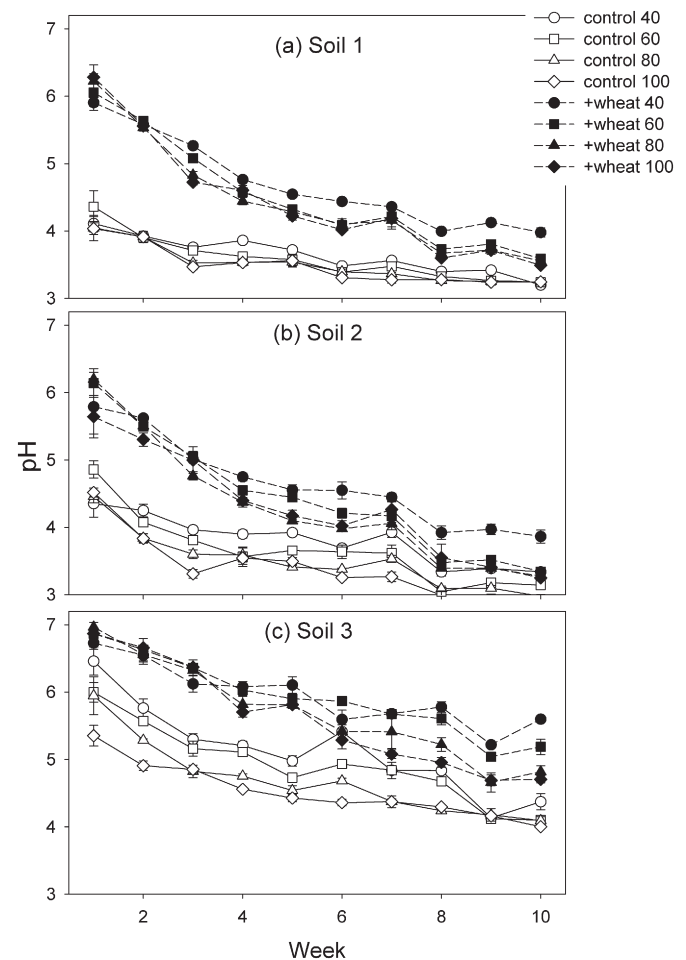 7
(a) Soil 1
6
5
4
3
control 40
control 60
control 80
control 100
+wheat 40
+wheat 60
+wheat 80
+wheat 100
7
(b) Soil 2
6
5
4
3
pH
7
(c) Soil 3
6
5
4
3
2 4 6 8 10
Week